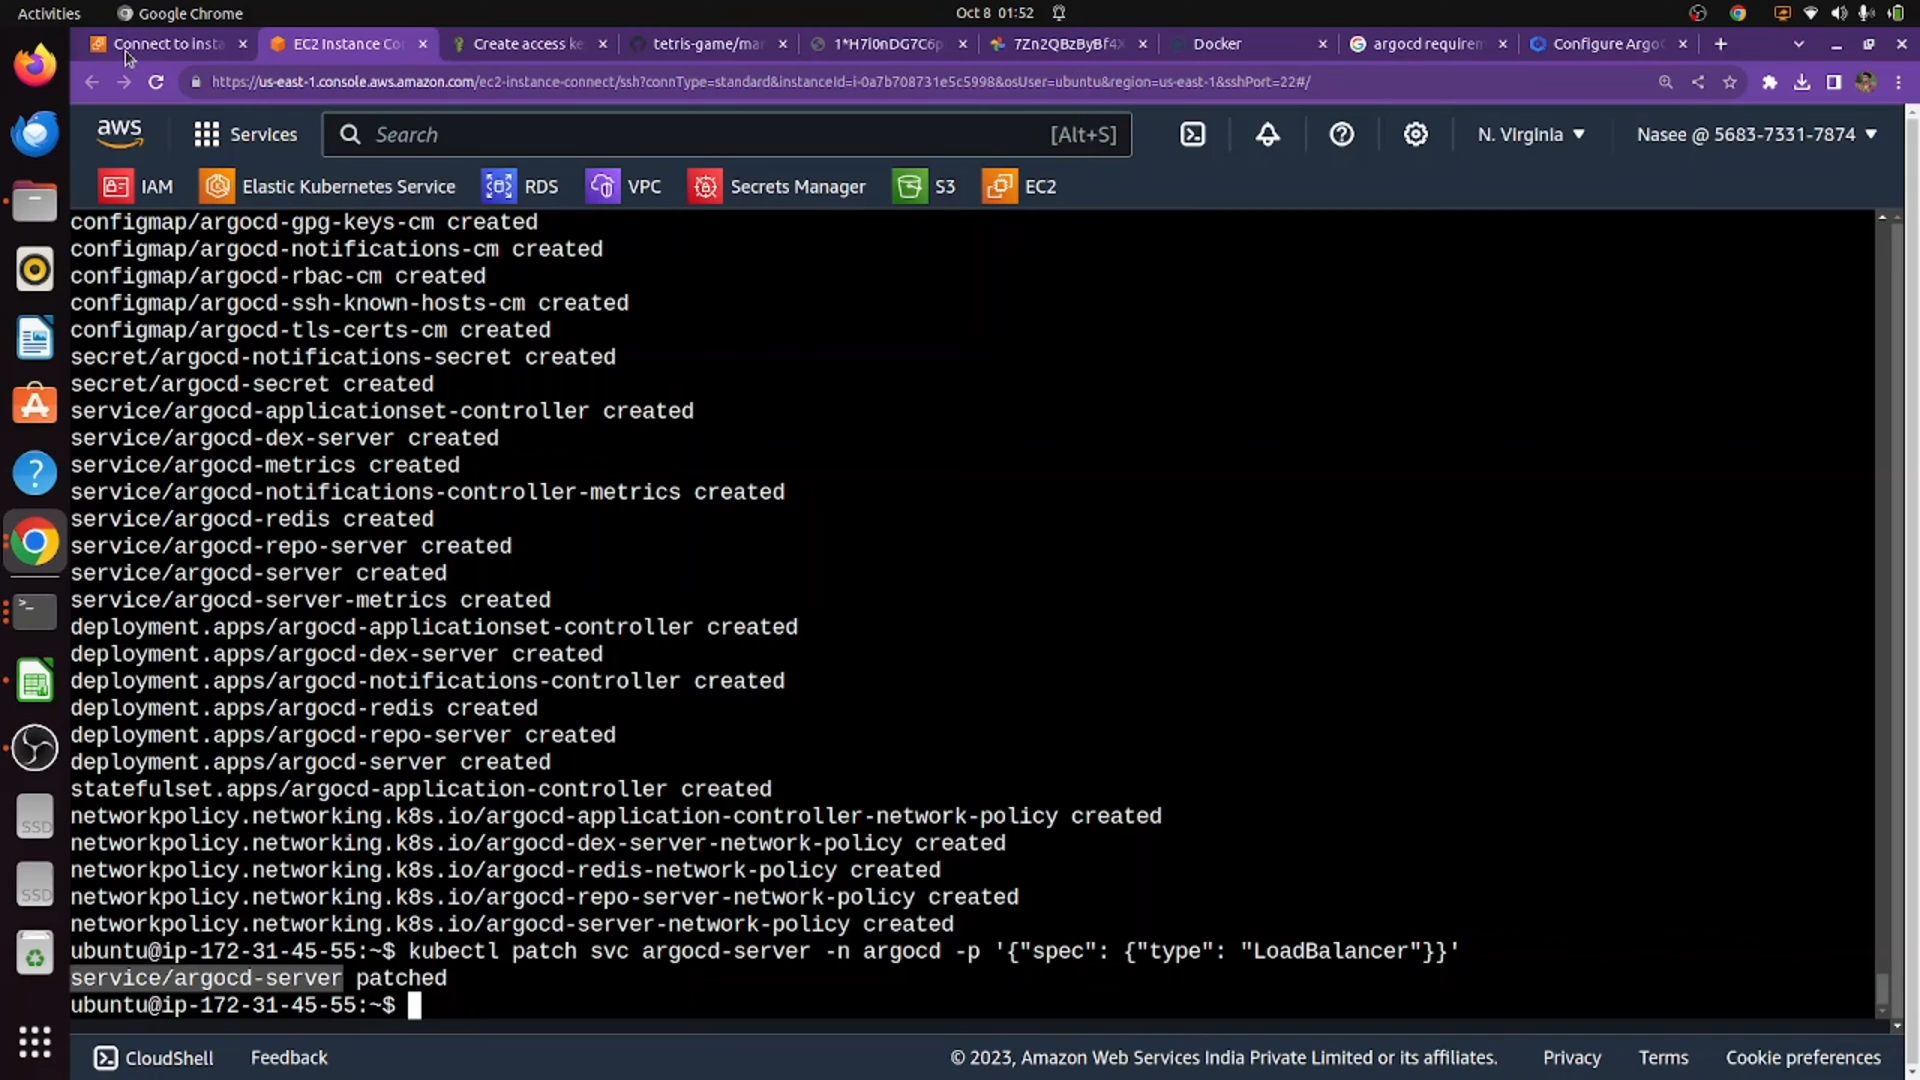 Activities
Google Chrome
Oct 8 01:52
Connect to insta
EC2 Instance Co
Create access ke
tetris-game/mar
1*H7l0nDG7C6p
7Zn2QBzByBf4X
Docker
argocd requirem
Configure ArgoC
https://us-east-1.console.aws.amazon.com/ec2-instance-connect/ssh?connType=standard&instanceId=i-0a7b708731e5c5998&osUser=ubuntu&region=us-east-1&sshPort=22#/
aws
Services
Search
[Alt+S]
N. Virginia
Nasee @ 5683-7331-7874
IAM
Elastic Kubernetes Service
RDS
VPC
Secrets Manager
S3
EC2
configmap/argocd-gpg-keys-cm created
configmap/argocd-notifications-cm created
configmap/argocd-rbac-cm created
configmap/argocd-ssh-known-hosts-cm created
configmap/argocd-tls-certs-cm created
secret/argocd-notifications-secret created
secret/argocd-secret created
service/argocd-applicationset-controller created
service/argocd-dex-server created
service/argocd-metrics created
service/argocd-notifications-controller-metrics created
service/argocd-redis created
service/argocd-repo-server created
service/argocd-server created
service/argocd-server-metrics created
deployment.apps/argocd-applicationset-controller created
deployment.apps/argocd-dex-server created
deployment.apps/argocd-notifications-controller created
deployment.apps/argocd-redis created
deployment.apps/argocd-repo-server created
deployment.apps/argocd-server created
statefulset.apps/argocd-application-controller created
networkpolicy.networking.k8s.io/argocd-application-controller-network-policy created
networkpolicy.networking.k8s.io/argocd-dex-server-network-policy created
networkpolicy.networking.k8s.io/argocd-redis-network-policy created
networkpolicy.networking.k8s.io/argocd-repo-server-network-policy created
networkpolicy.networking.k8s.io/argocd-server-network-policy created
ubuntu@ip-172-31-45-55:~$ kubectl patch svc argocd-server -n argocd -p '{"spec": {"type": "LoadBalancer"}}'
service/argocd-server patched
ubuntu@ip-172-31-45-55:~$
SSD
SSD
CloudShell
Feedback
© 2023, Amazon Web Services India Private Limited or its affiliates.
Privacy
Terms
Cookie preferences